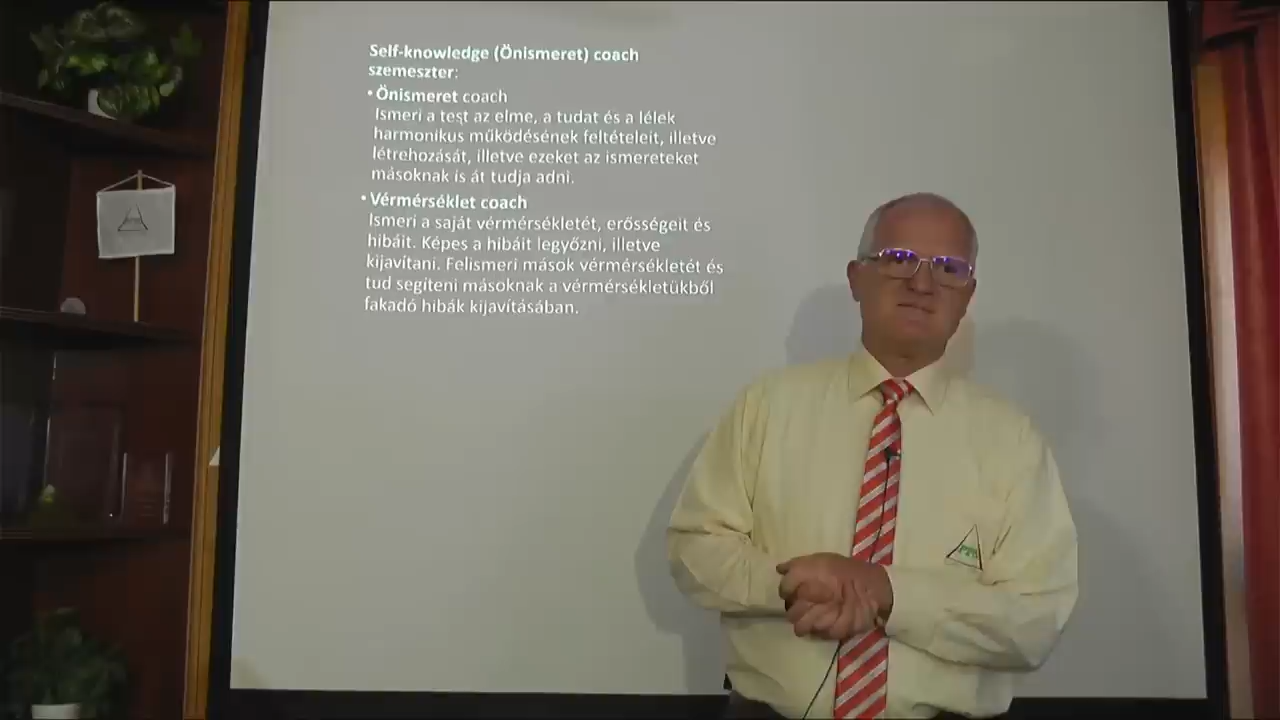 Self-knowledge (Önismeret) coach
szemeszter:
• Önismeret coach
Ismeri a test az elme, a tudat és a lélek
harmonikus működésének feltételeit, illetve
létrehozását, illetve ezeket az ismereteket
másoknak is át tudja adni.
• Vérmérséklet coach
Ismeri a saját vérmérsékletét, erősségeit és
hibáit. Képes a hibáit legyőzni, illetve
kijavítani. Felismeri mások vérmérsékletét és
tud segíteni másoknak a vérmérsékletükből
fakadó hibák kijavításában.